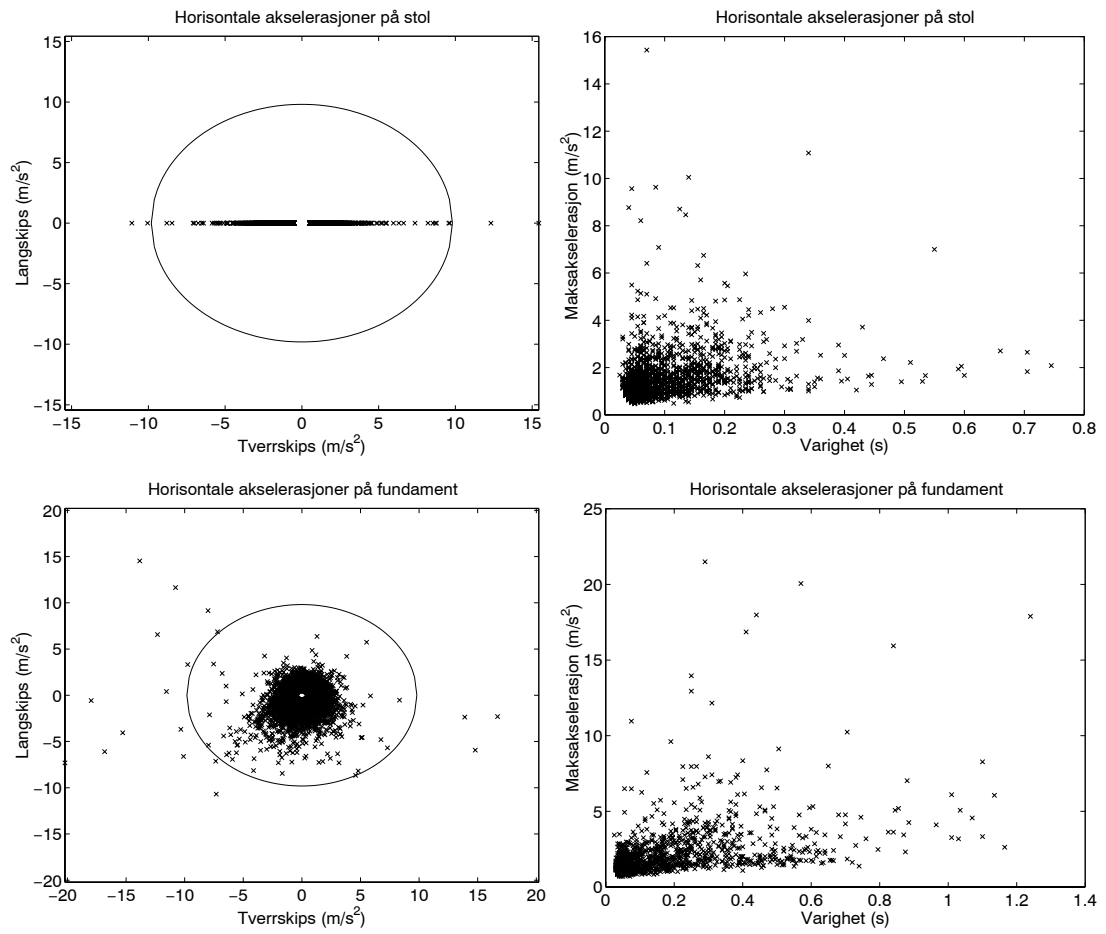 Horisontale akselerasjoner på stol
15
10
5
0
−5
−10
−15
Langskips (m/s²)
−15 −10 −5 0 5 10 15
Tverrskips (m/s²)
Horisontale akselerasjoner på stol
16
14
12
10
8
6
4
2
0
Maksakselerasjon (m/s²)
0 0.1 0.2 0.3 0.4 0.5 0.6 0.7 0.8
Varighet (s)
Horisontale akselerasjoner på fundament
20
15
10
5
0
−5
−10
−15
−20
Langskips (m/s²)
−20 −15 −10 −5 0 5 10 15 20
Tverrskips (m/s²)
Horisontale akselerasjoner på fundament
25
20
15
10
5
0
Maksakselerasjon (m/s²)
0 0.2 0.4 0.6 0.8 1 1.2 1.4
Varighet (s)